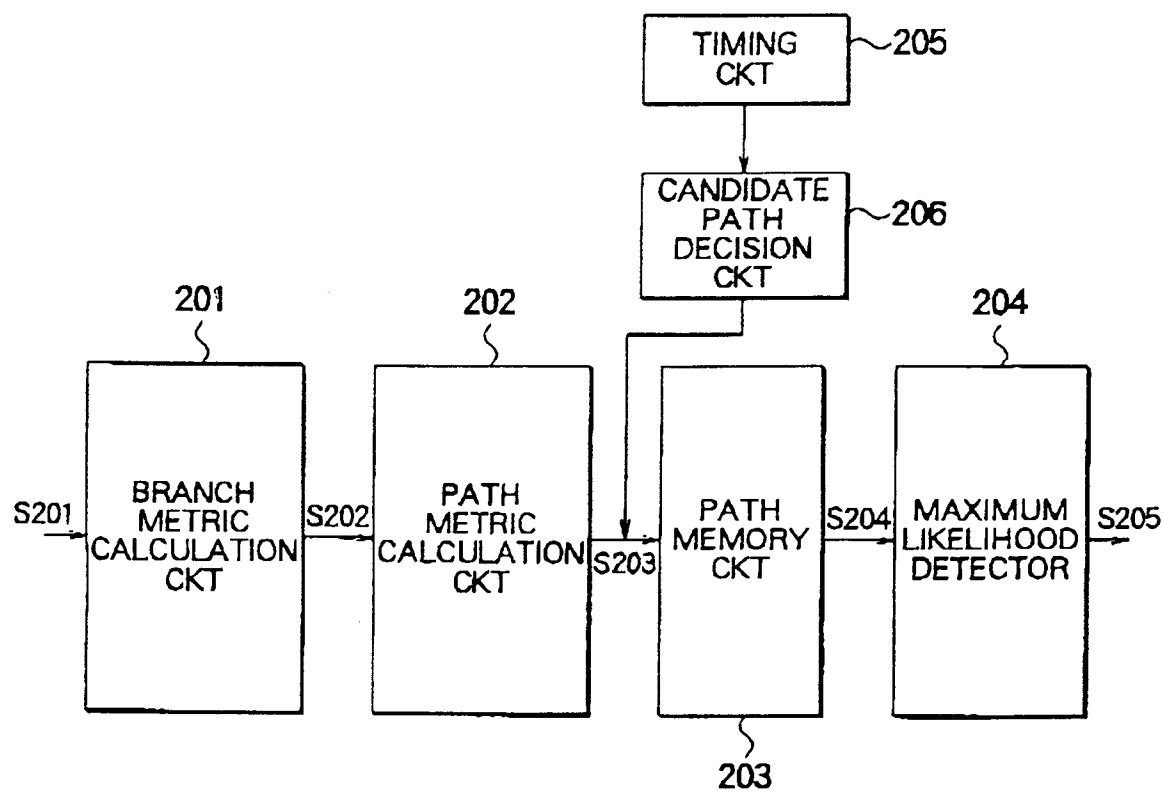 TIMING
CKT
205
CANDIDATE
PATH
DECISION
CKT
206
201
202
204
S201
BRANCH
METRIC
CALCULATION
CKT
S202
PATH
METRIC
CALCULATION
CKT
S203
PATH
MEMORY
CKT
S204
MAXIMUM
LIKELIHOOD
DETECTOR
S205
203